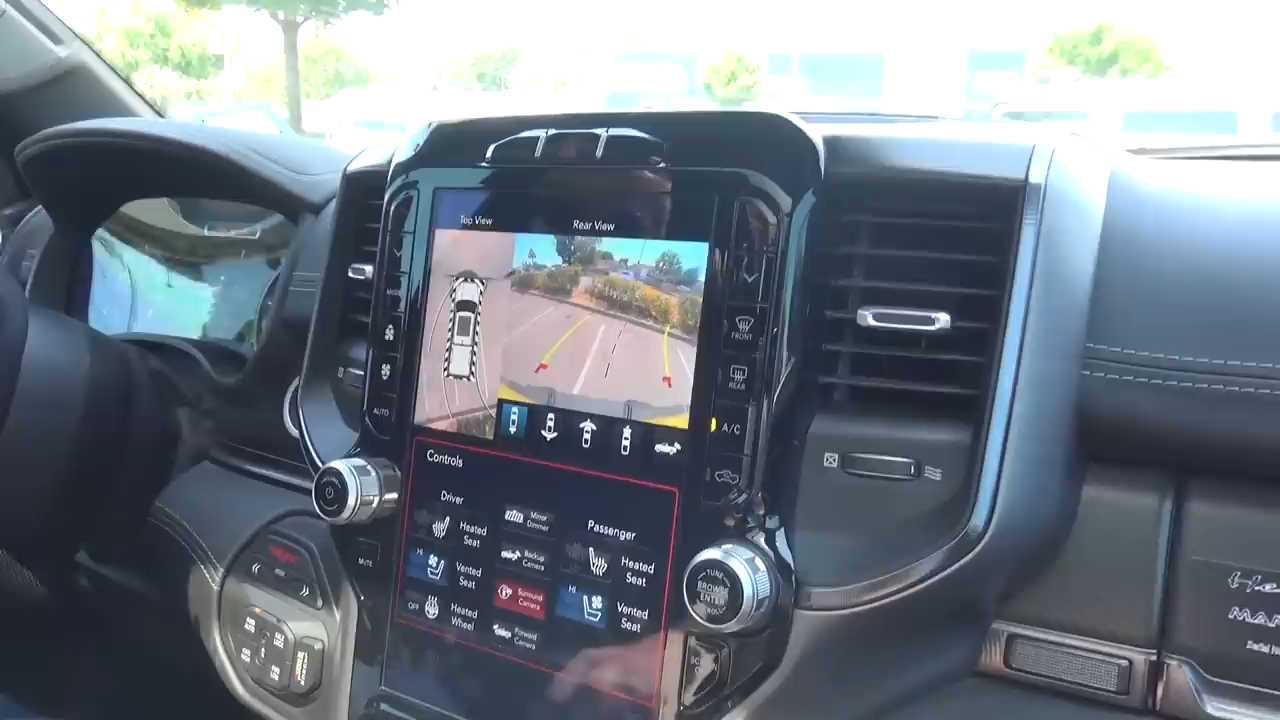 Top View
Rear View
FRONT
REAR
AUTO
A/C
Controls
Driver
Mirror
Dimmer
Passenger
Heated
Seat
Backup
Camera
Heated
Seat
HI
Vented
Seat
Surround
Camera
HI
Vented
Seat
OFF
Heated
Wheel
Forward
Camera
MUTE
TUNE
BROWSE
ENTER
SCROLL